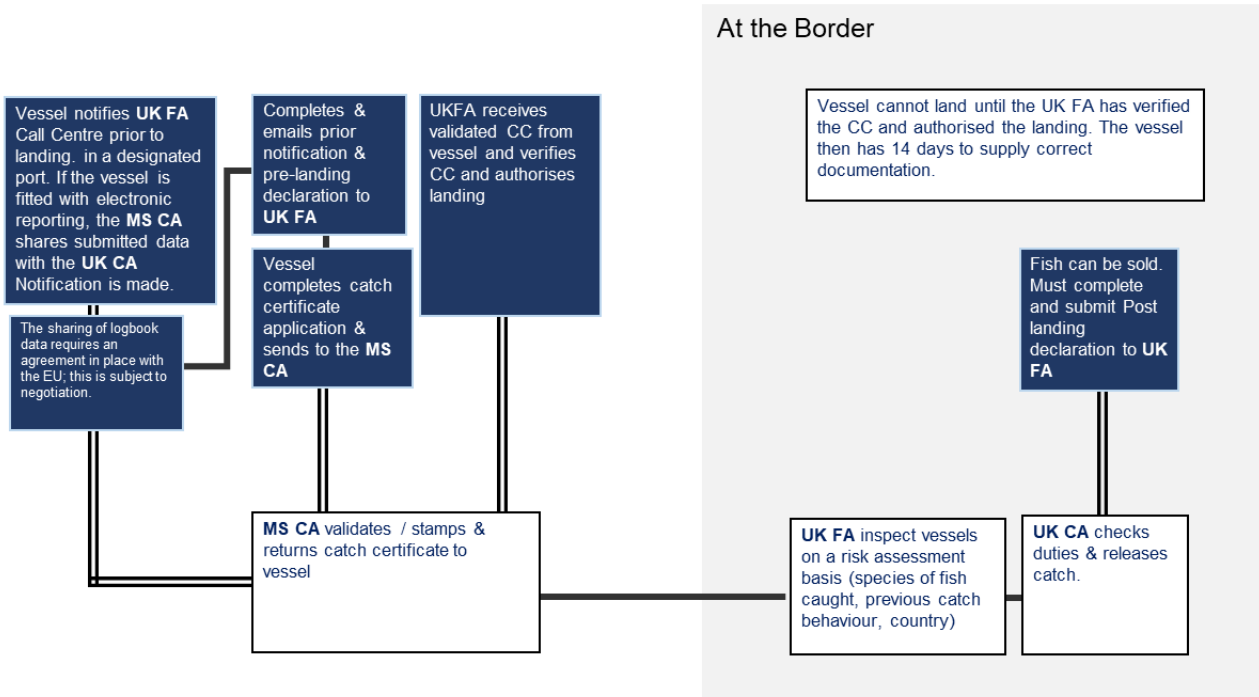 At the Border
Vessel notifies UK FA
Call Centre prior to
landing. in a designated
port. If the vessel is
fitted with electronic
reporting, the MS CA
shares submitted data
with the UK CA
Notification is made.
The sharing of logbook
data requires an
agreement in place with
the EU; this is subject to
negotiation.
Completes &
emails prior
notification &
pre-landing
declaration to
UK FA
Vessel
completes catch
certificate
application &
sends to the MS
CA
UKFA receives
validated CC from
vessel and verifies
CC and authorises
landing
MS CA validates / stamps &
returns catch certificate to
vessel
Vessel cannot land until the UK FA has verified
the CC and authorised the landing. The vessel
then has 14 days to supply correct
documentation.
UK FA inspect vessels
on a risk assessment
basis (species of fish
caught, previous catch
behaviour, country)
UK CA checks
duties & releases
catch.
Fish can be sold.
Must complete
and submit Post
landing
declaration to UK
FA